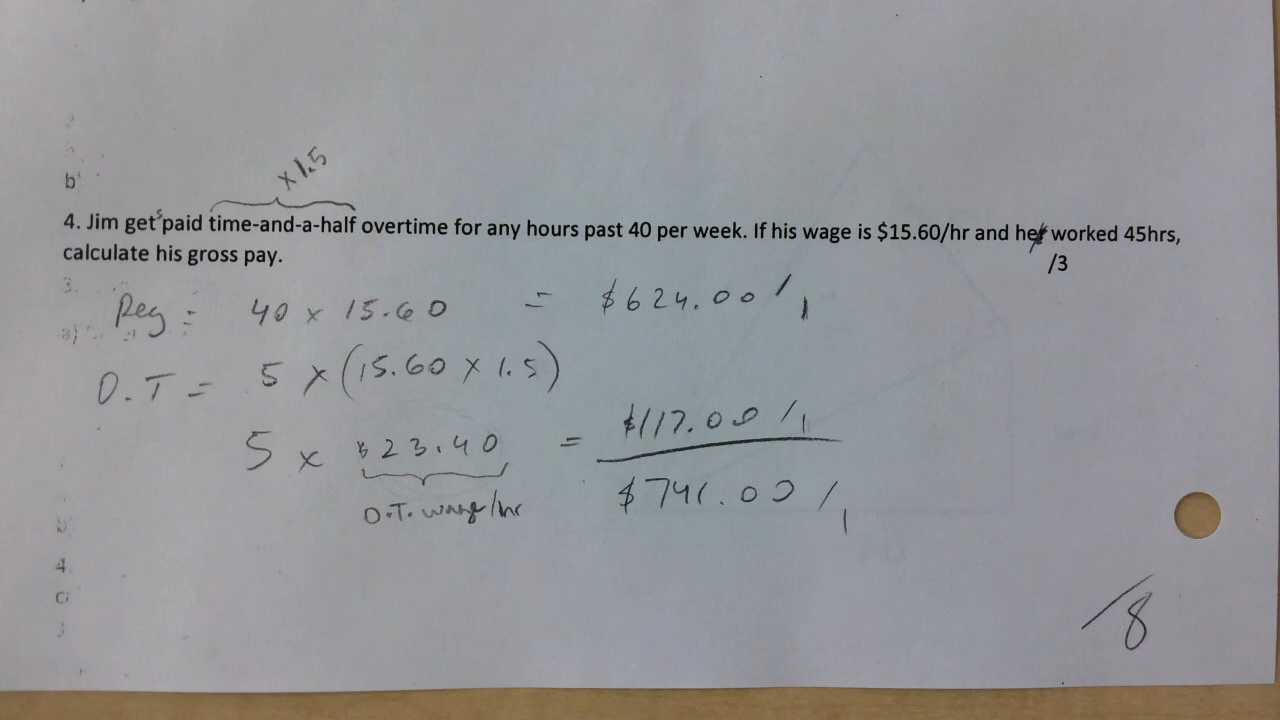 x 1.5
4. Jim get s paid time-and-a-half overtime for any hours past 40 per week. If his wage is $15.60/hr and he worked 45hrs,
calculate his gross pay.
/3
Reg = 40 x 15.60 = $624.00 /1
O.T = 5 x (15.60 x 1.5)
5 x $23.40 = $117.00 /1
O.T. wage/hr
$741.00 /1
/8